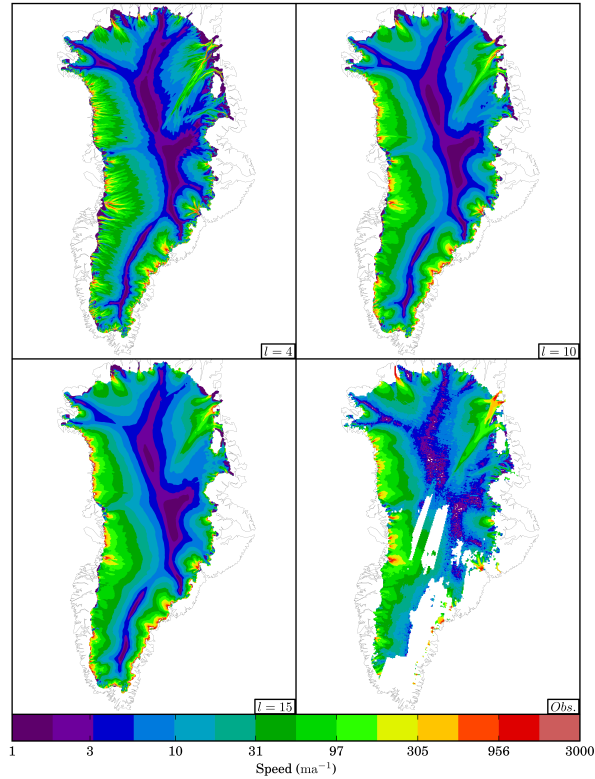 l = 4
l = 10
l = 15
Obs.
1 3 10 31 97 305 956 3000
Speed (ma⁻¹)